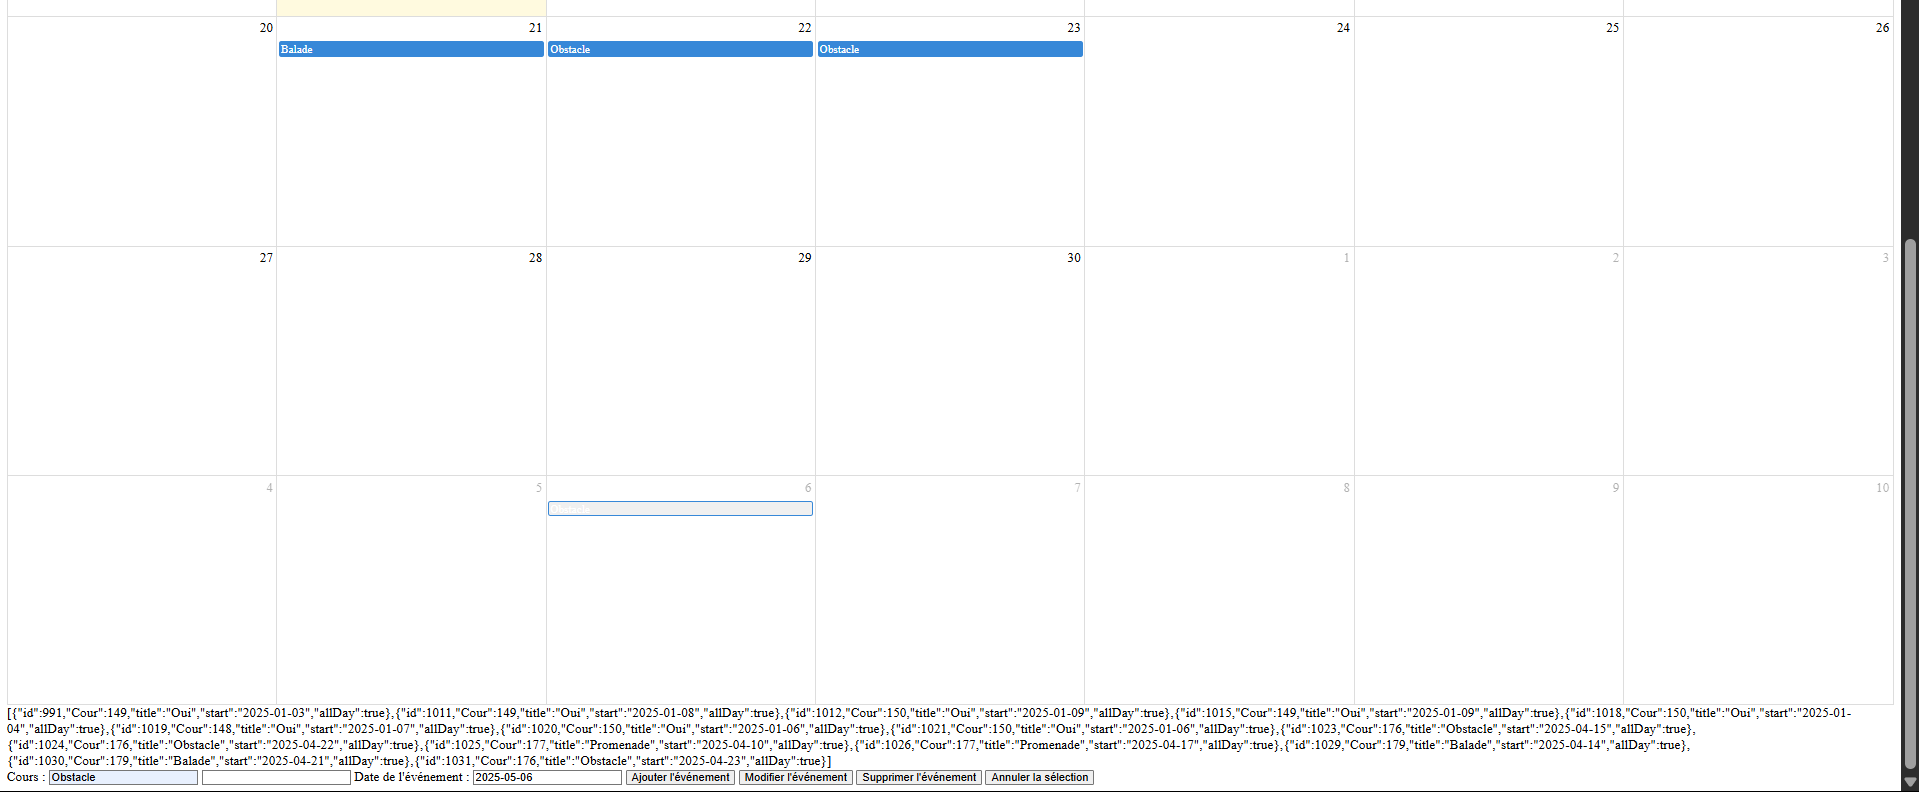 20 21 22 23 24 25 26
Balade Obstacle Obstacle
27 28 29 30 1 2 3
4 5 6 7 8 9 10
Obstacle
[{"id":991,"Cour":149,"title":"Oui","start":"2025-01-03","allDay":true},{"id":1011,"Cour":149,"title":"Oui","start":"2025-01-08","allDay":true},{"id":1012,"Cour":150,"title":"Oui","start":"2025-01-09","allDay":true},{"id":1015,"Cour":149,"title":"Oui","start":"2025-01-09","allDay":true},{"id":1018,"Cour":150,"title":"Oui","start":"2025-01-
04","allDay":true},{"id":1019,"Cour":148,"title":"Oui","start":"2025-01-07","allDay":true},{"id":1020,"Cour":150,"title":"Oui","start":"2025-01-06","allDay":true},{"id":1021,"Cour":150,"title":"Oui","start":"2025-01-06","allDay":true},{"id":1023,"Cour":176,"title":"Obstacle","start":"2025-04-15","allDay":true},
{"id":1024,"Cour":176,"title":"Obstacle","start":"2025-04-22","allDay":true},{"id":1025,"Cour":177,"title":"Promenade","start":"2025-04-10","allDay":true},{"id":1026,"Cour":177,"title":"Promenade","start":"2025-04-17","allDay":true},{"id":1029,"Cour":179,"title":"Balade","start":"2025-04-14","allDay":true},
{"id":1030,"Cour":179,"title":"Balade","start":"2025-04-21","allDay":true},{"id":1031,"Cour":176,"title":"Obstacle","start":"2025-04-23","allDay":true}]
Cours : Obstacle Date de l'événement : 2025-05-06 Ajouter l'événement Modifier l'événement Supprimer l'événement Annuler la sélection